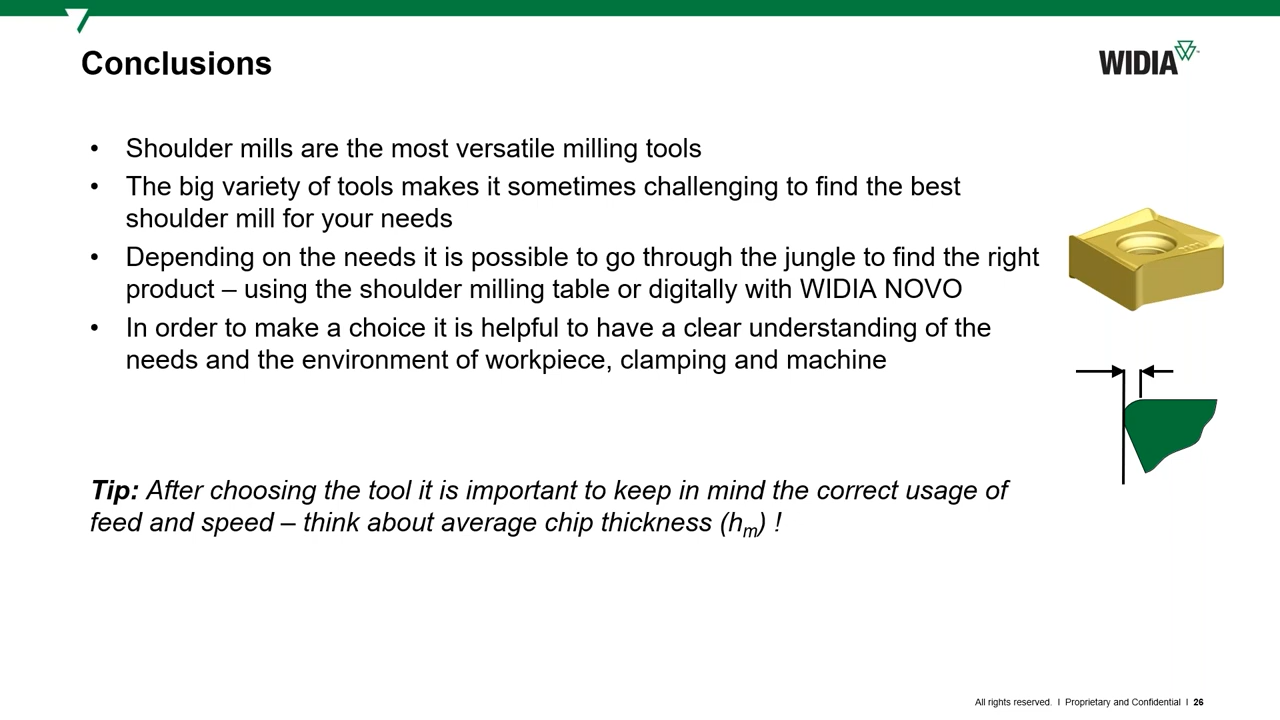 Conclusions
WIDIA
• Shoulder mills are the most versatile milling tools
• The big variety of tools makes it sometimes challenging to find the best
shoulder mill for your needs
• Depending on the needs it is possible to go through the jungle to find the right
product – using the shoulder milling table or digitally with WIDIA NOVO
• In order to make a choice it is helpful to have a clear understanding of the
needs and the environment of workpiece, clamping and machine
Tip: After choosing the tool it is important to keep in mind the correct usage of
feed and speed – think about average chip thickness (hm) !
All rights reserved. I Proprietary and Confidential I 26